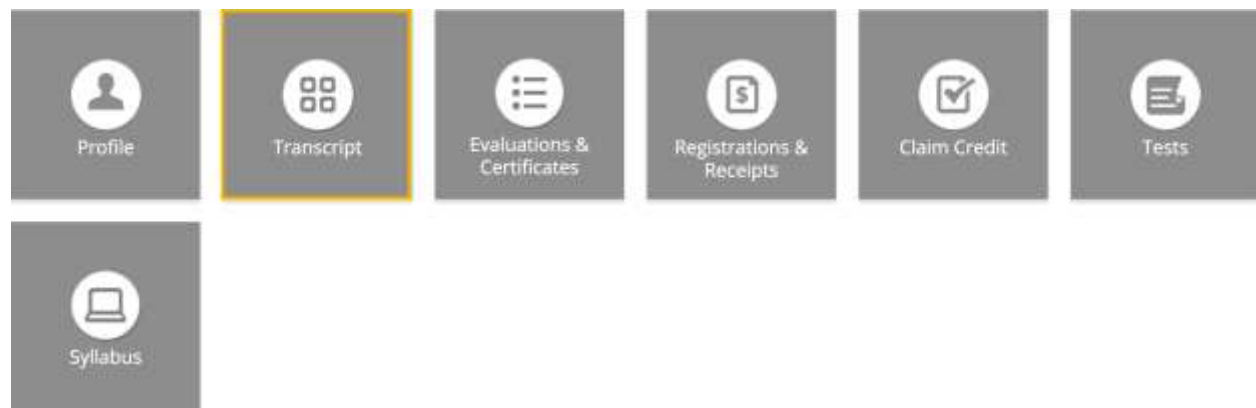 Profile
Transcript
Evaluations &
Certificates
Registrations &
Receipts
Claim Credit
Tests
Syllabus